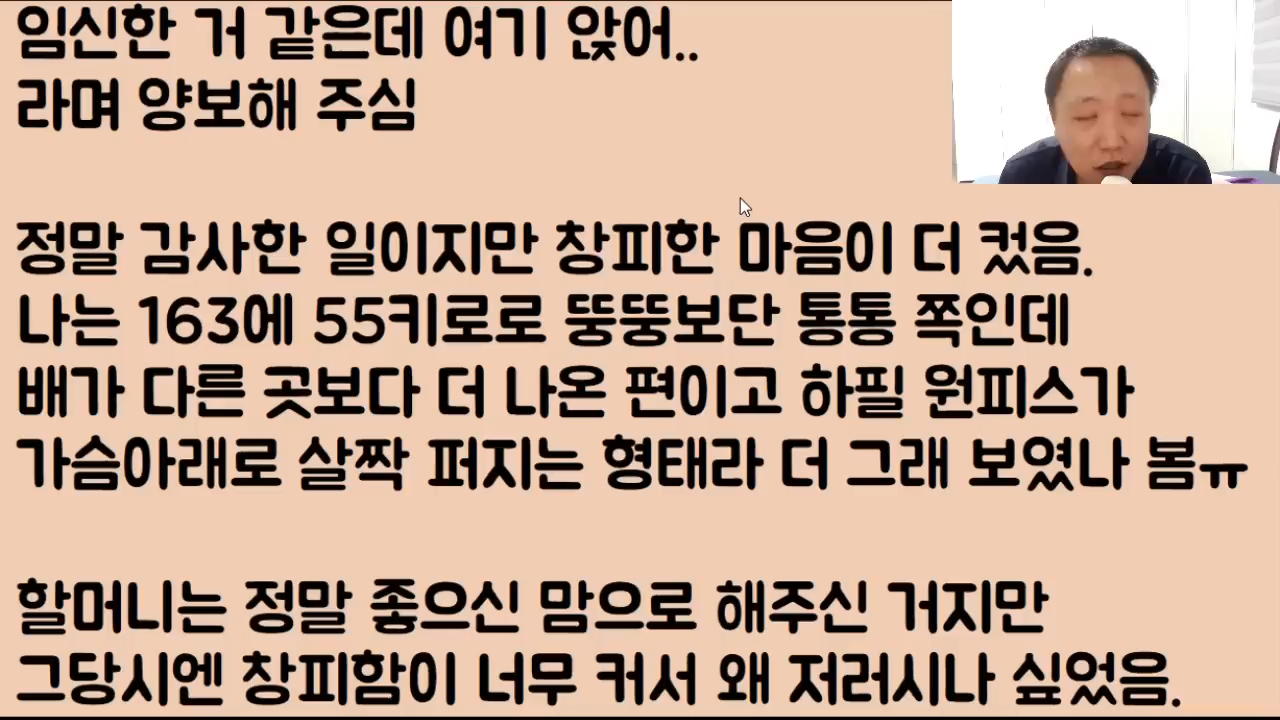 임신한 거 같은데 여기 앉어..
라며 양보해 주심
정말 감사한 일이지만 창피한 마음이 더 컸음.
나는 163에 55키로로 뚱뚱보단 통통 쪽인데
배가 다른 곳보다 더 나온 편이고 하필 원피스가
가슴아래로 살짝 퍼지는 형태라 더 그래 보였나 봄ㅠ
할머니는 정말 좋으신 맘으로 해주신 거지만
그당시엔 창피함이 너무 커서 왜 저러시나 싶었음.